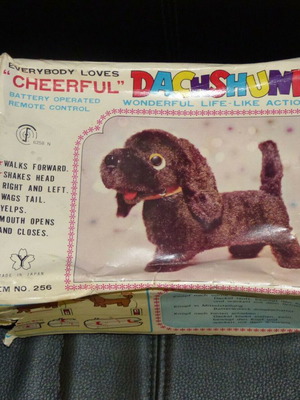 EVERYBODY LOVES
"CHEERFUL" DACHSHUN
BATTERY OPERATED
REMOTE CONTROL
WONDERFUL LIFE-LIKE ACTIO
WALKS FORWARD.
SHAKES HEAD
RIGHT AND LEFT.
WAGS TAIL.
YELPS.
MOUTH OPENS
AND CLOSES.
MADE IN JAPAN
EM NO. 256